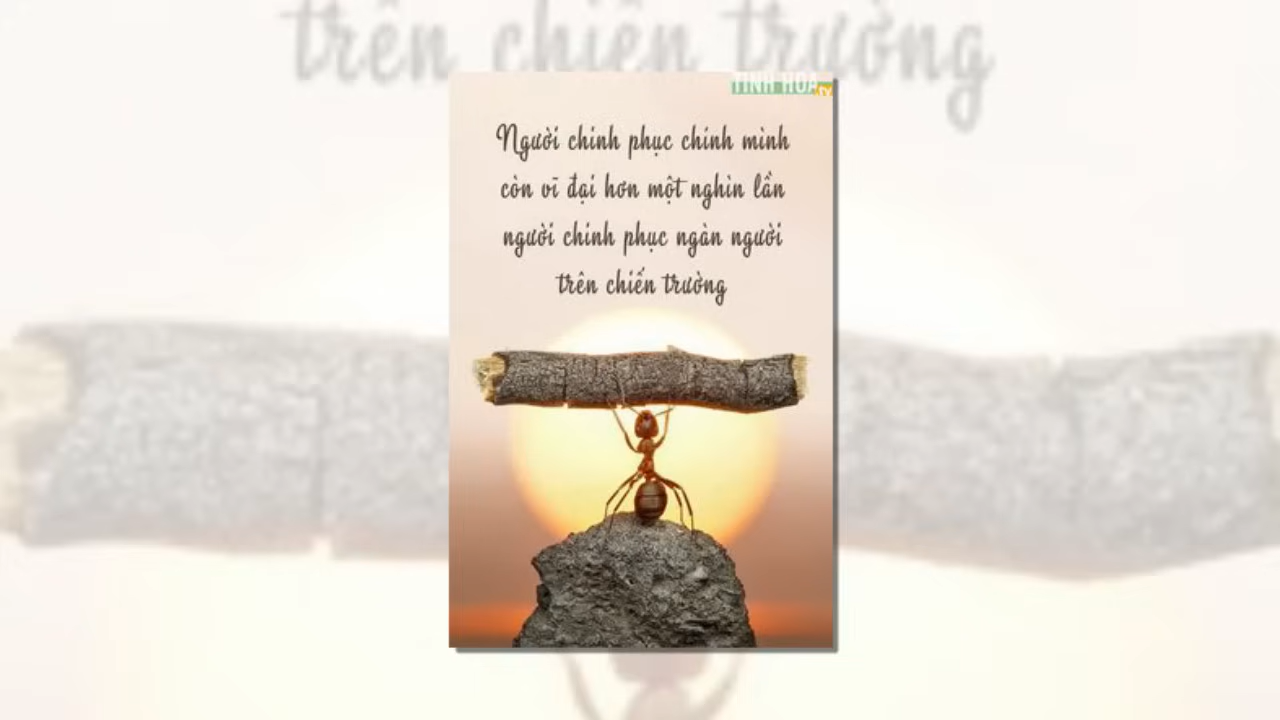 trên chiến trường
TINH HOA
.TV
Người chinh phục chính mình
còn vĩ đại hơn một nghìn lần
người chinh phục ngàn người
trên chiến trường